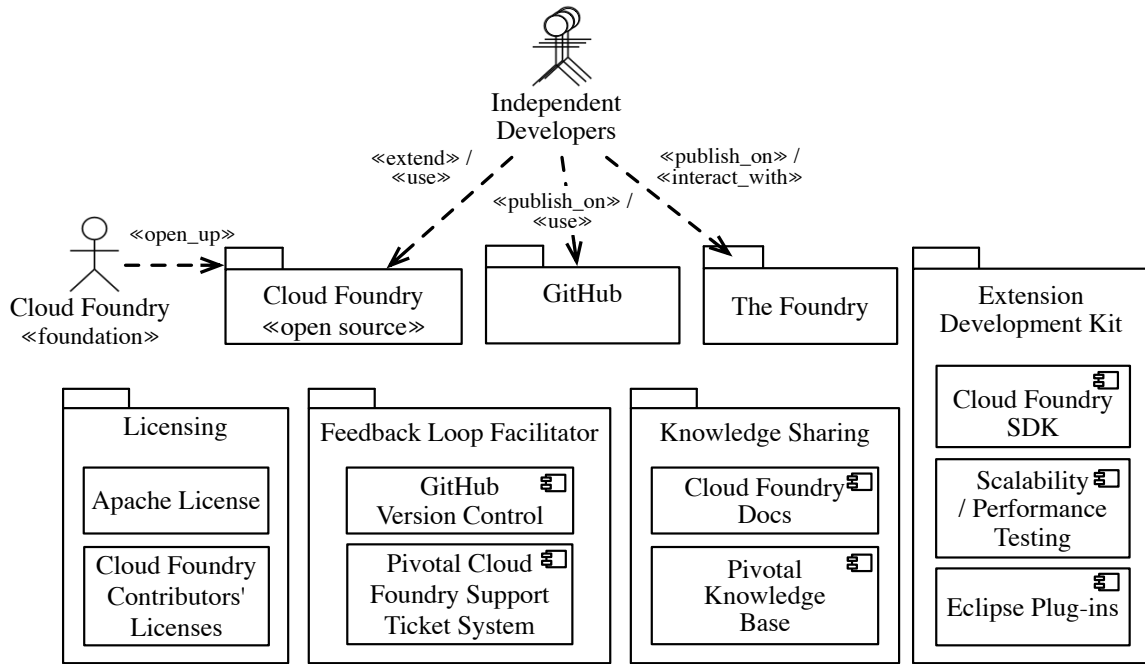 Independent
Developers
≪extend≫ /
≪use≫
≪publish_on≫ /
≪use≫
≪publish_on≫ /
≪interact_with≫
≪open_up≫
Cloud Foundry
≪foundation≫
Cloud Foundry
≪open source≫
GitHub
The Foundry
Extension
Development Kit
Cloud Foundry
SDK
Scalability
/ Performance
Testing
Eclipse Plug-ins
Licensing
Apache License
Cloud Foundry
Contributors'
Licenses
Feedback Loop Facilitator
GitHub
Version Control
Pivotal Cloud
Foundry Support
Ticket System
Knowledge Sharing
Cloud Foundry
Docs
Pivotal
Knowledge
Base